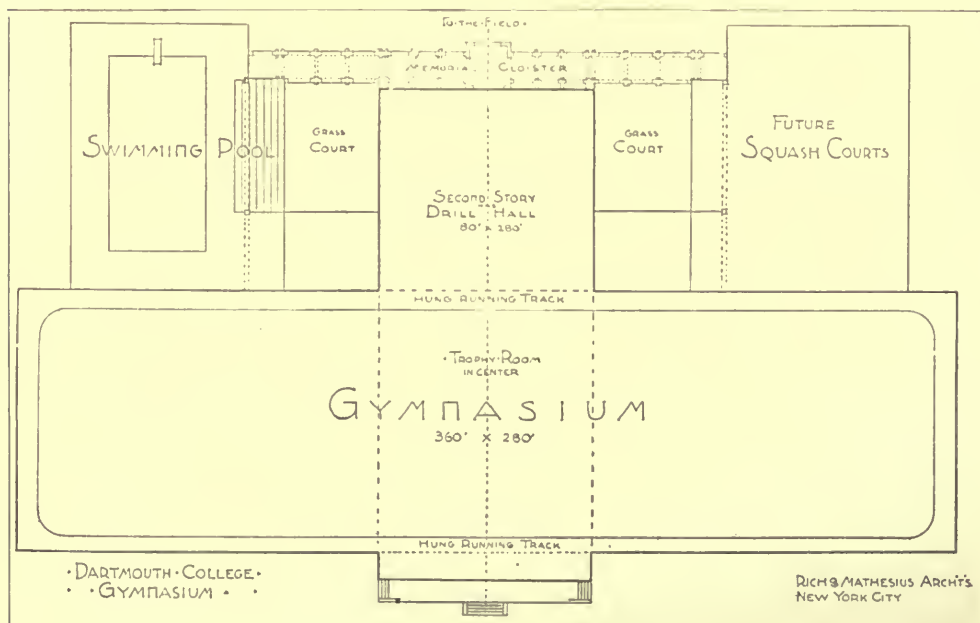 ·TO·THE·FIELD·
MEMORIAL CLOISTER
SWIMMING POOL
GRASS
COURT
SECOND·STORY
DRILL HALL
80' X 280'
GRASS
COURT
FUTURE
SQUASH COURTS
HUNG RUNNING TRACK
·TROPHY·ROOM
IN CENTER
GYMNASIUM
360' X 280'
HUNG RUNNING TRACK
·DARTMOUTH·COLLEGE·
· ·GYMNASIUM · ·
RICH & MATHESIUS ARCHT'S
NEW YORK CITY